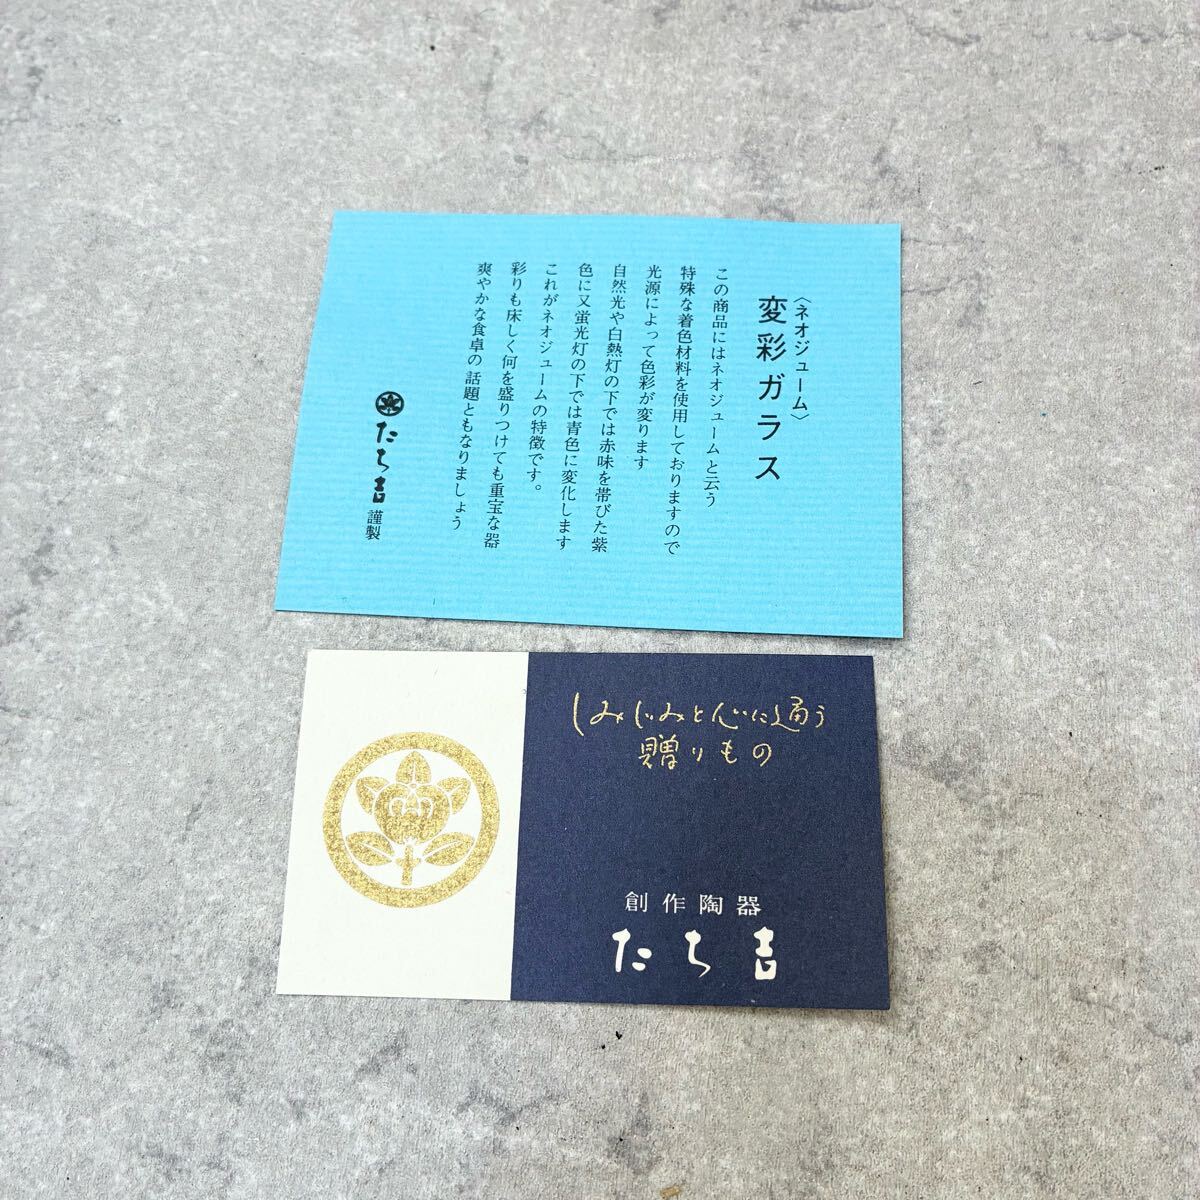 〈ネオジューム〉
変彩ガラス
この商品にはネオジュームと云う
特殊な着色材料を使用しておりますので
光源によって色彩が変ります
自然光や白熱灯の下では赤味を帯びた紫
色に又蛍光灯の下では青色に変化します
これがネオジュームの特徴です。
彩りも床しく何を盛りつけても重宝な器
爽やかな食卓の話題ともなりましょう
たち吉謹製
しみじみと心に通う
贈りもの
創作陶器
たち吉